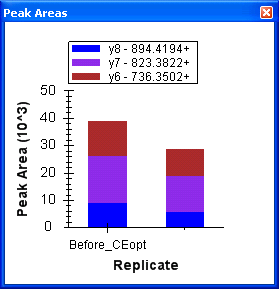 Peak Areas
y8 - 894.4194+
y7 - 823.3822+
y6 - 736.3502+
Peak Area (10^3)
50
40
30
20
10
0
Before_CEopt
Replicate